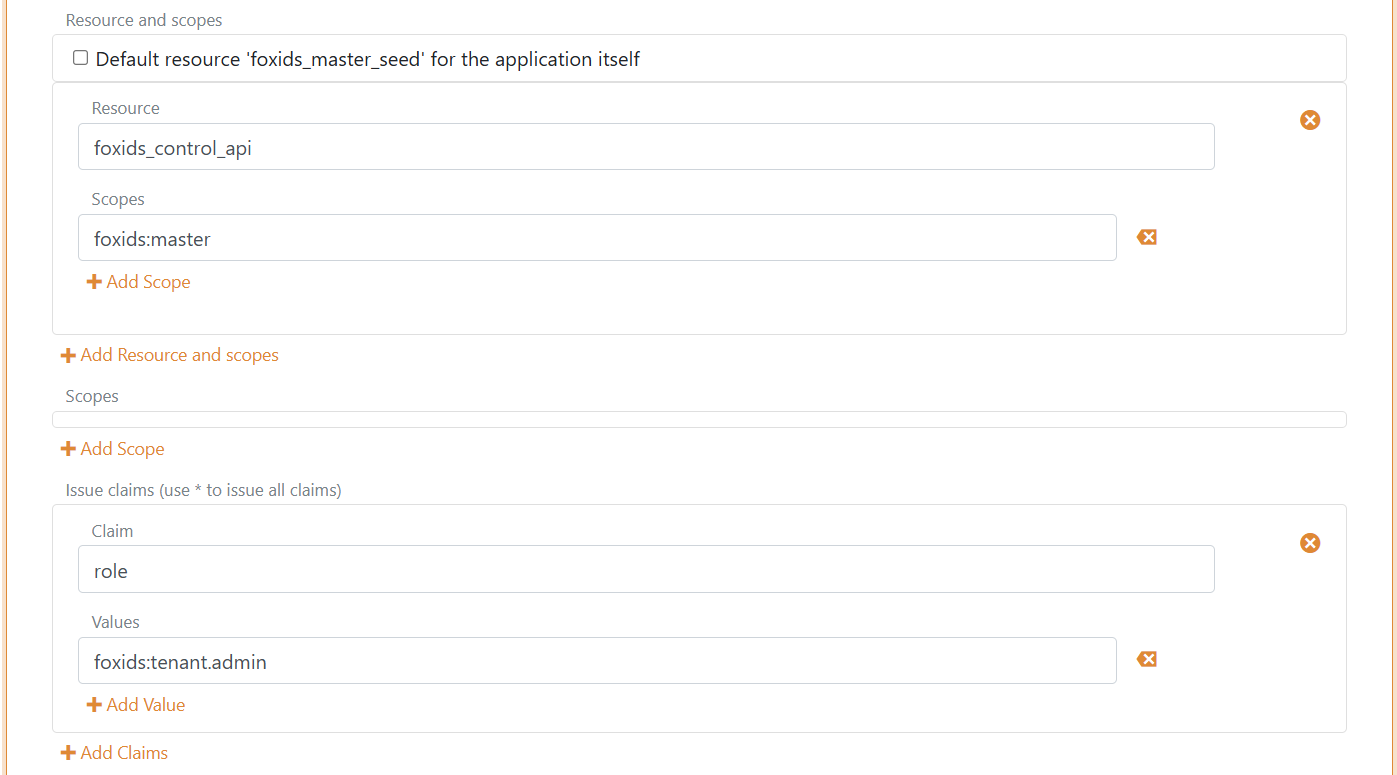 Resource and scopes
Default resource 'foxids_master_seed' for the application itself
Resource
foxids_control_api
Scopes
foxids:master
Add Scope
Add Resource and scopes
Scopes
Add Scope
Issue claims (use * to issue all claims)
Claim
role
Values
foxids:tenant.admin
Add Value
Add Claims